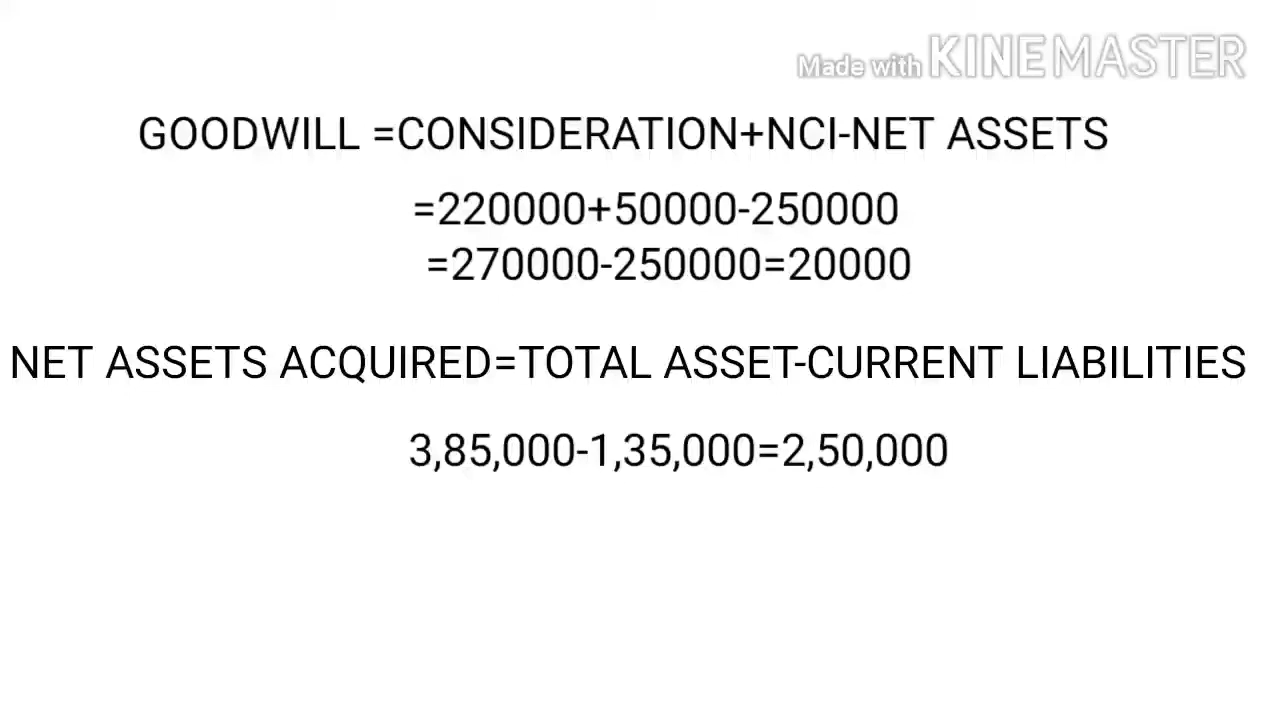 Made with KINEMASTER
GOODWILL =CONSIDERATION+NCI-NET ASSETS
=220000+50000-250000
=270000-250000=20000
NET ASSETS ACQUIRED=TOTAL ASSET-CURRENT LIABILITIES
3,85,000-1,35,000=2,50,000